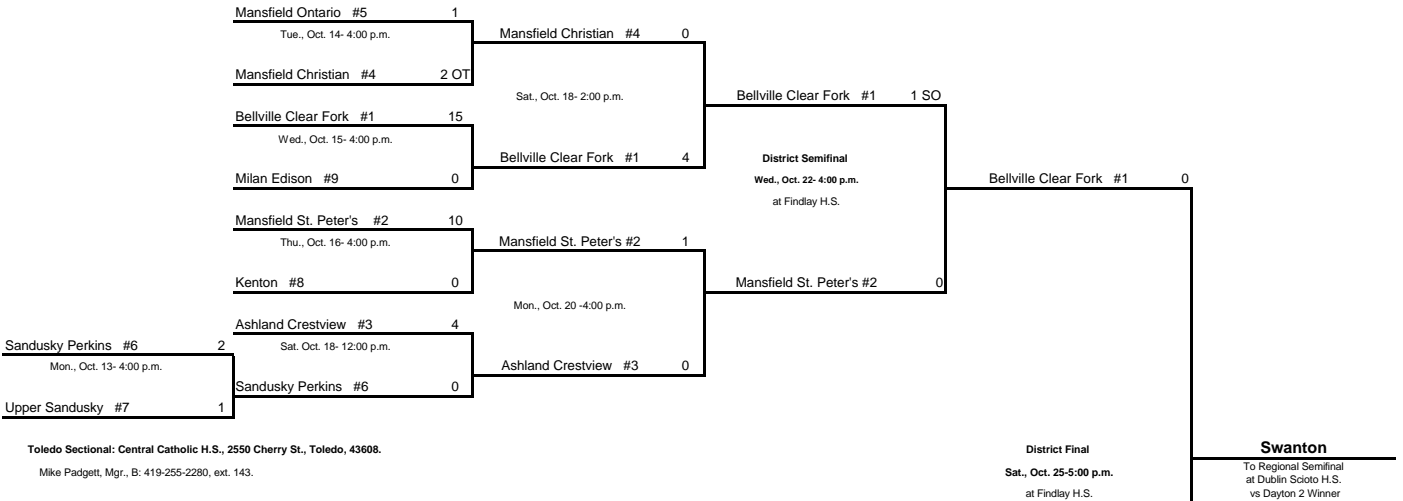 Mansfield Ontario #5 1
Tue., Oct. 14- 4:00 p.m.
Mansfield Christian #4 0
Mansfield Christian #4 2 OT
Sat., Oct. 18- 2:00 p.m.
Bellville Clear Fork #1 1 SO
Bellville Clear Fork #1 15
Wed., Oct. 15- 4:00 p.m.
Bellville Clear Fork #1 4
District Semifinal
Wed., Oct. 22- 4:00 p.m.
at Findlay H.S.
Milan Edison #9 0
Bellville Clear Fork #1 0
Mansfield St. Peter's #2 10
Thu., Oct. 16- 4:00 p.m.
Mansfield St. Peter's #2 1
Kenton #8 0
Mansfield St. Peter's #2 0
Mon., Oct. 20 -4:00 p.m.
Ashland Crestview #3 4
Sandusky Perkins #6 2
Sat. Oct. 18- 12:00 p.m.
Mon., Oct. 13- 4:00 p.m.
Ashland Crestview #3 0
Sandusky Perkins #6 0
Upper Sandusky #7 1
Toledo Sectional: Central Catholic H.S., 2550 Cherry St., Toledo, 43608.
Mike Padgett, Mgr., B: 419-255-2280, ext. 143.
District Final
Sat., Oct. 25-5:00 p.m.
at Findlay H.S.
Swanton
To Regional Semifinal
at Dublin Scioto H.S.
vs Dayton 2 Winner